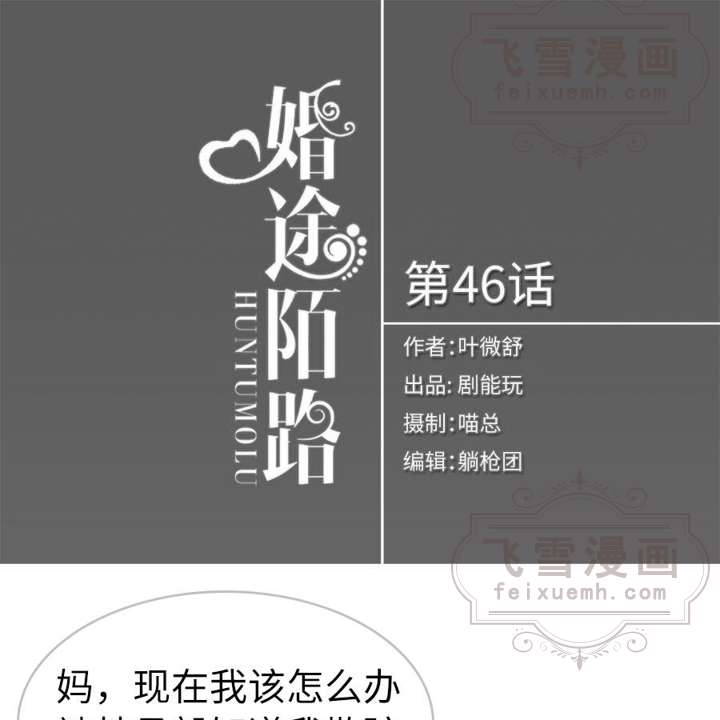 飞雪漫画
feixuemh.com
婚途陌路
HUNTUMOLU
第46话
作者:叶微舒
出品:剧能玩
摄制:喵总
编辑:躺枪团
飞雪漫画
feixuemh.com
妈，现在我该怎么办